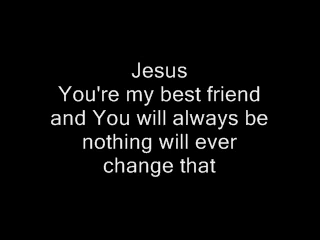 Jesus
You're my best friend
and You will always be
nothing will ever
change that